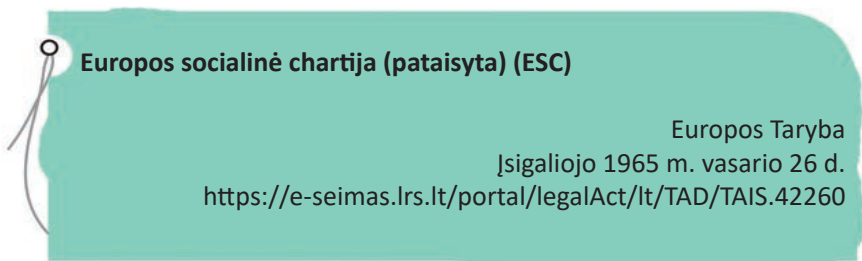 Europos socialinė chartija (pataisyta) (ESC)
Europos Taryba
Įsigaliojo 1965 m. vasario 26 d.
https://e-seimas.lrs.lt/portal/legalAct/lt/TAD/TAIS.42260